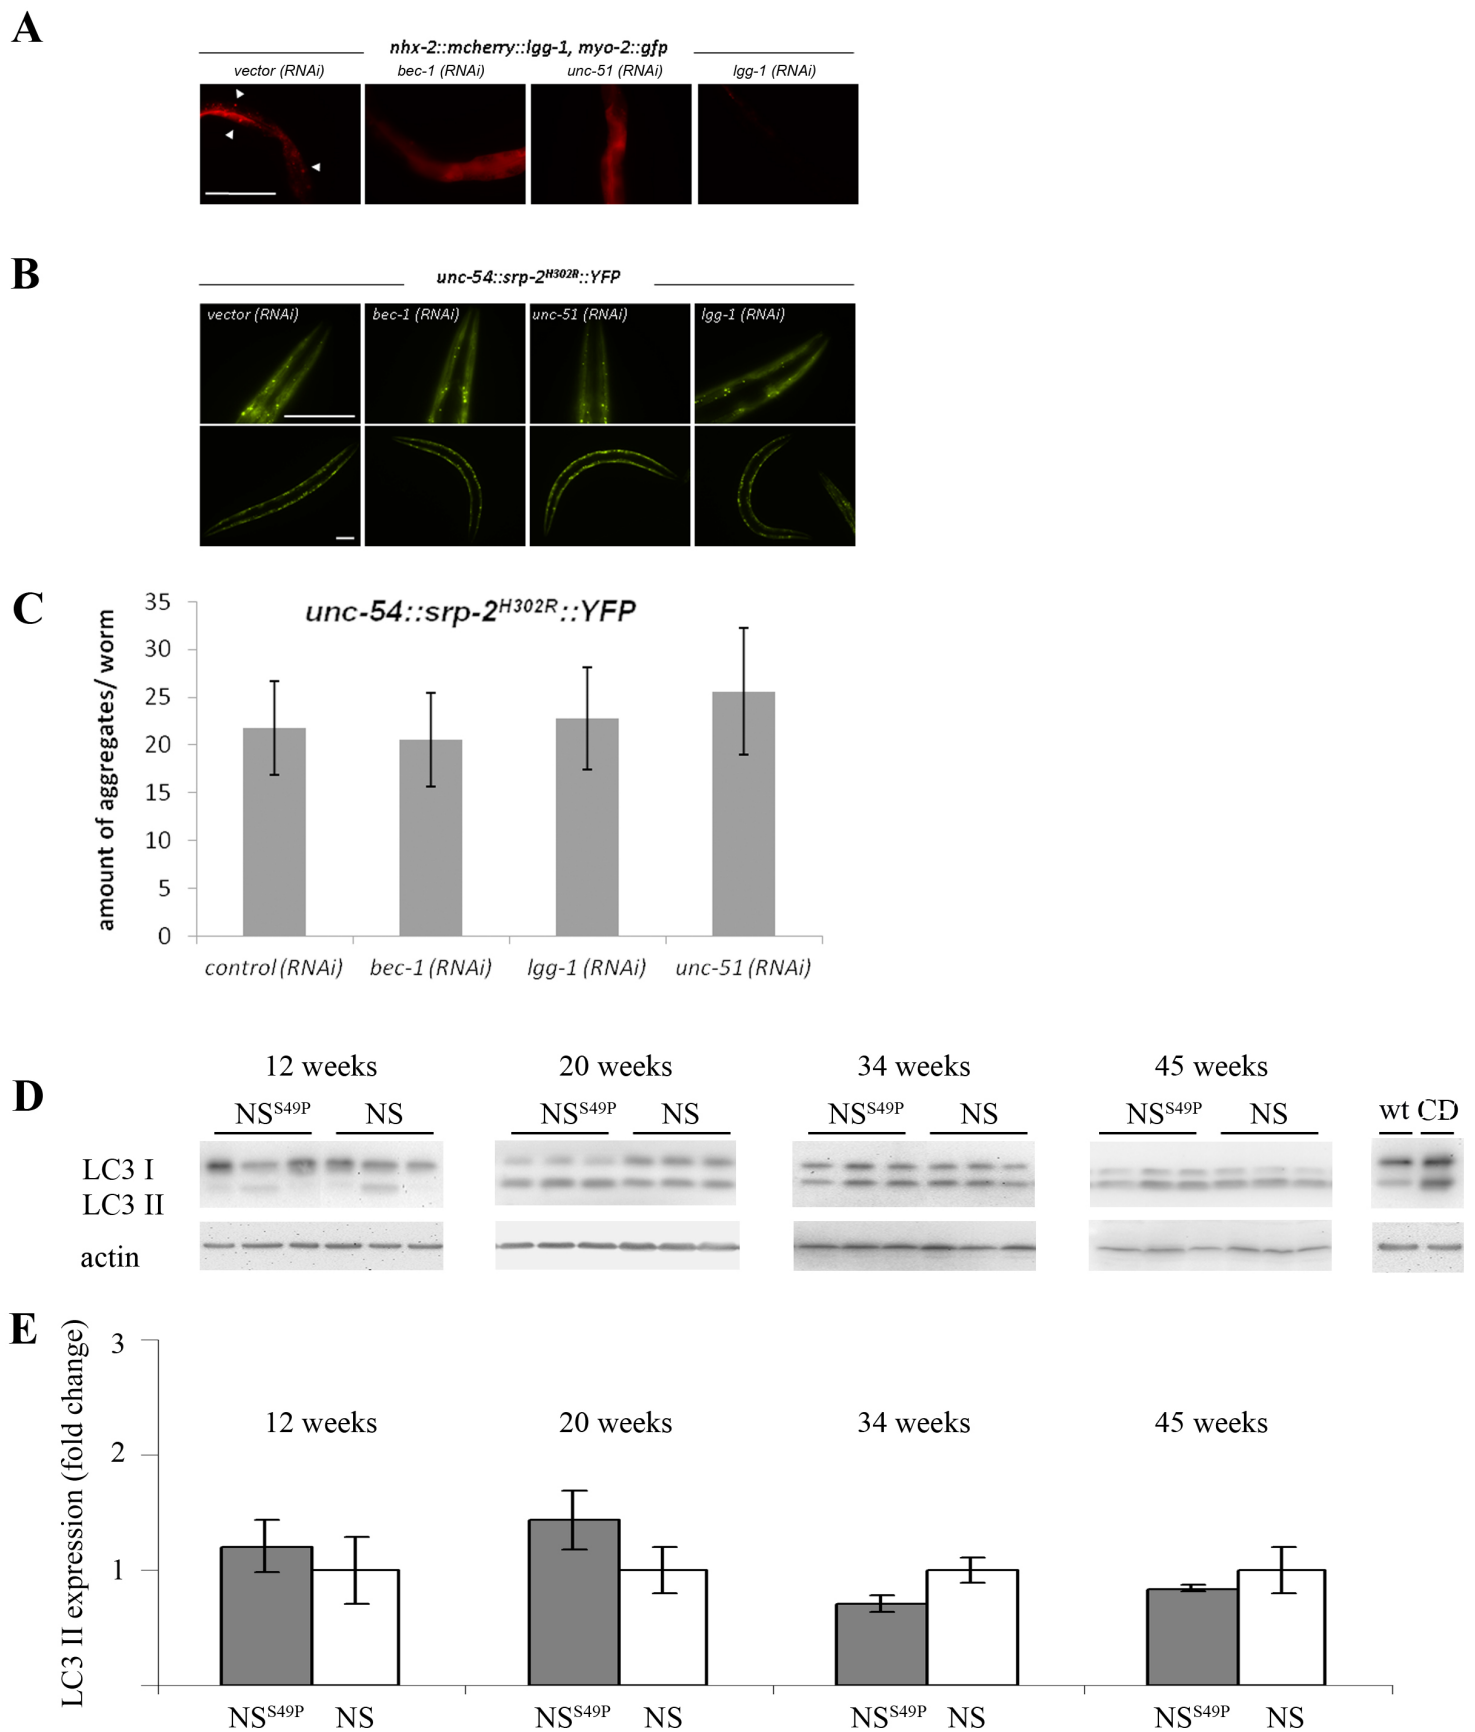 A
nhx-2::mcherry::lgg-1, myo-2::gfp
vector (RNAi) bec-1 (RNAi) unc-51 (RNAi) lgg-1 (RNAi)
B
unc-54::srp-2H302R::YFP
vector (RNAi) bec-1 (RNAi) unc-51 (RNAi) lgg-1 (RNAi)
C
unc-54::srp-2H302R::YFP
amount of aggregates/ worm
35
30
25
20
15
10
5
0
control (RNAi) bec-1 (RNAi) lgg-1 (RNAi) unc-51 (RNAi)
12 weeks 20 weeks 34 weeks 45 weeks
D
NSS49P NS NSS49P NS NSS49P NS NSS49P NS wt CD
LC3 I
LC3 II
actin
E
LC3 II expression (fold change)
3
2
1
12 weeks 20 weeks 34 weeks 45 weeks
NSS49P NS NSS49P NS NSS49P NS NSS49P NS